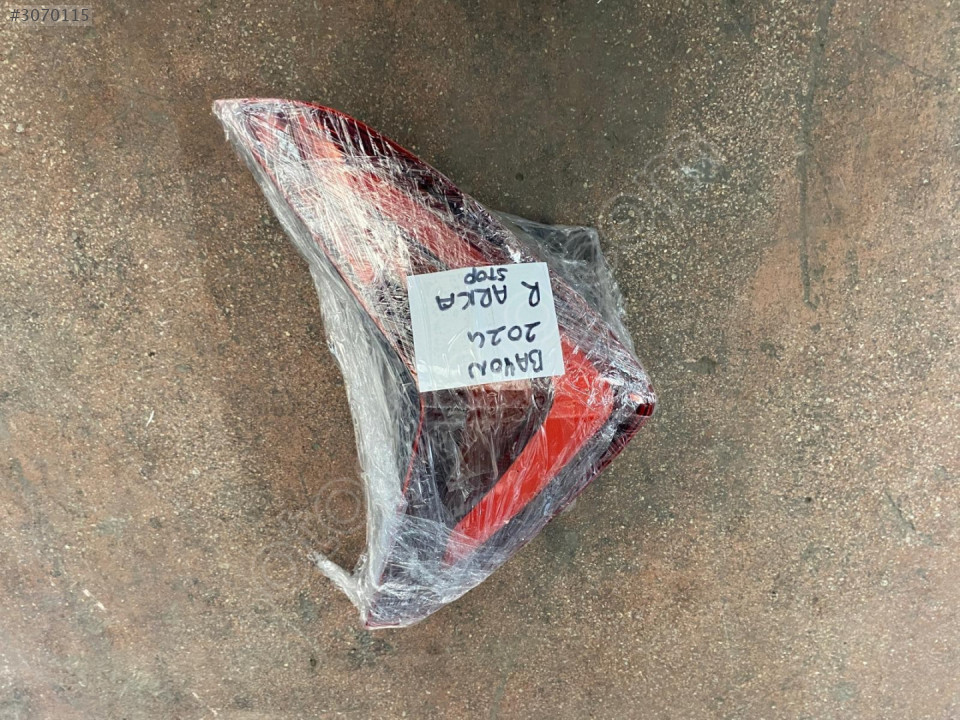 #3070115
BAYON
2024
R ARKA
STOP